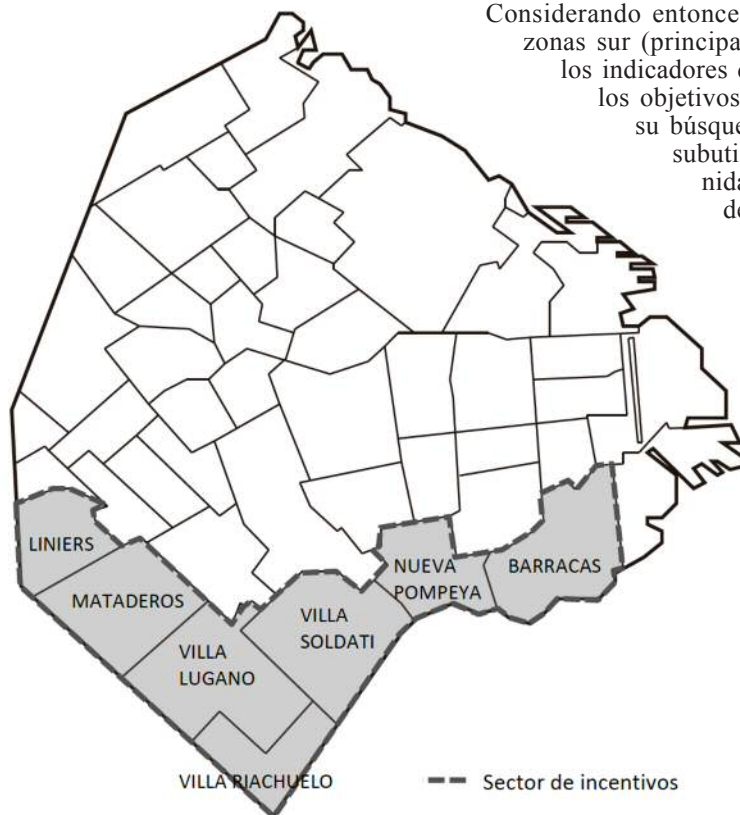 Considerando entonce
zonas sur (principa
los indicadores
los objetivos
su búsque
subuti
nida
de
LINIERS
MATADEROS
VILLA
LUGANO
VILLA
SOLDATI
NUEVA
POMPEYA
BARRACAS
VILLA RIACHUELO
Sector de incentivos